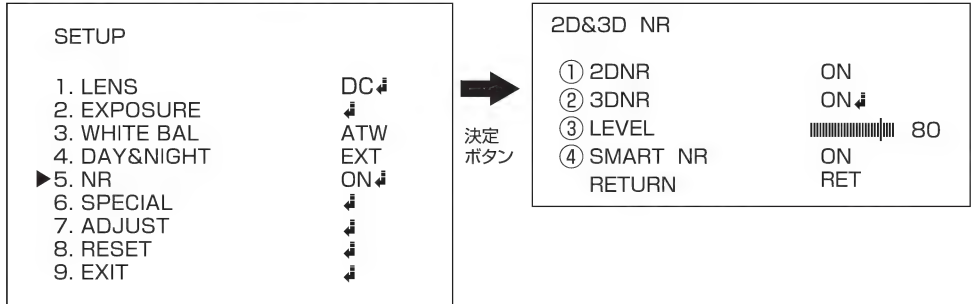 SETUP
1. LENS DC↲
2. EXPOSURE ↲
3. WHITE BAL ATW
4. DAY&NIGHT EXT
▶5. NR ON↲
6. SPECIAL ↲
7. ADJUST ↲
8. RESET ↲
9. EXIT ↲
決定
ボタン
2D&3D NR
① 2DNR ON
② 3DNR ON↲
③ LEVEL 80
④ SMART NR ON
RETURN RET